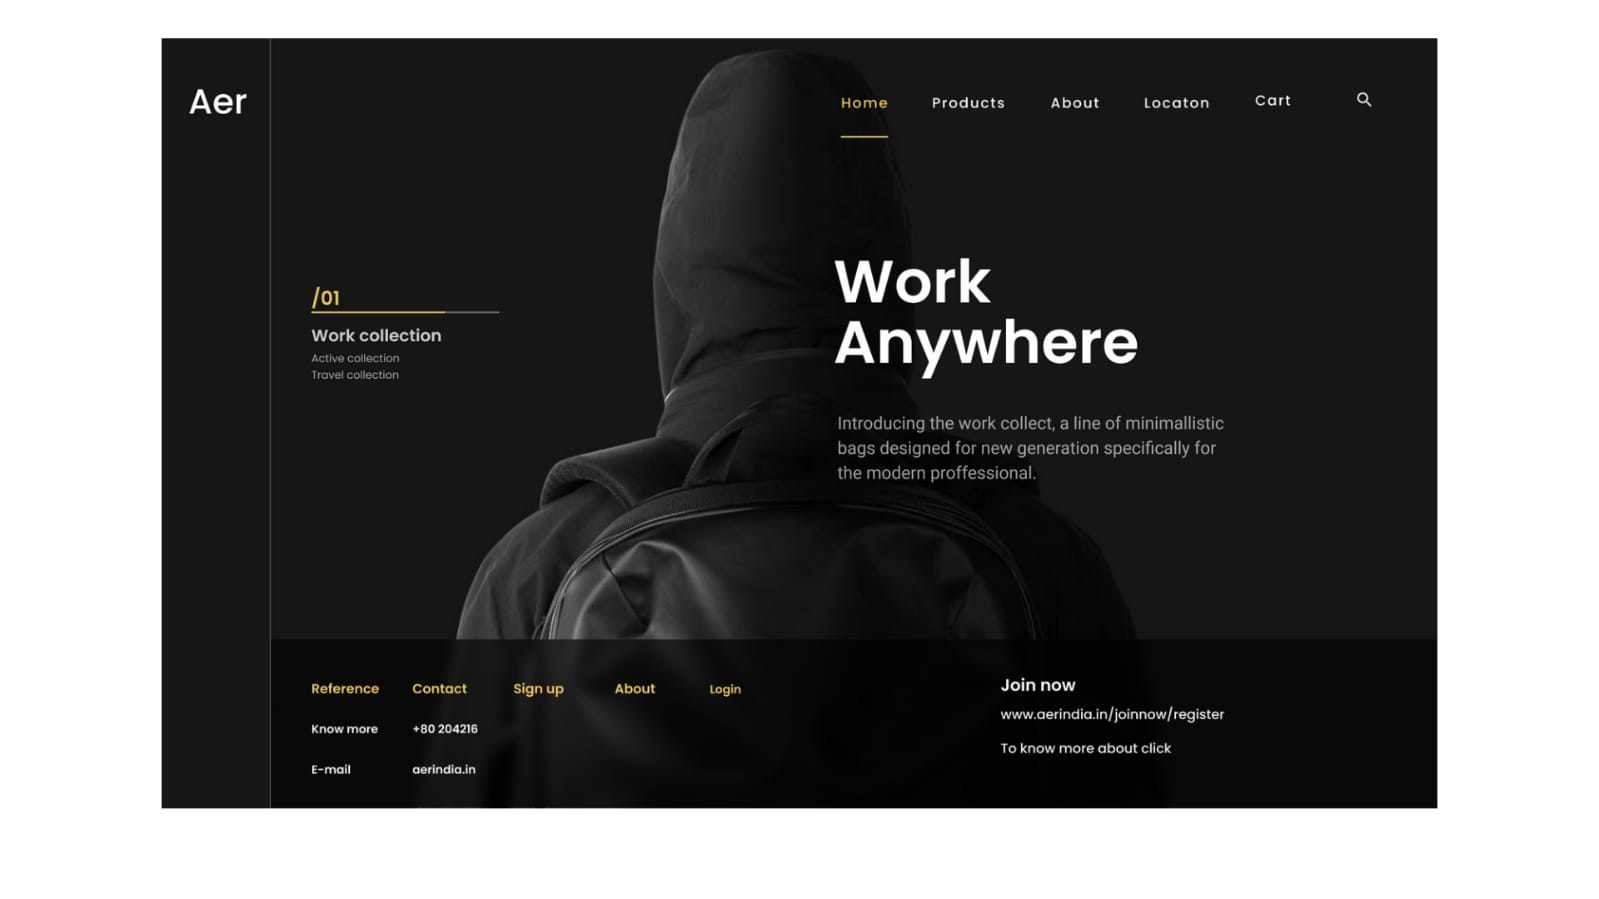 Aer
Home Products About Locaton Cart
/01
Work collection
Active collection
Travel collection
Work
Anywhere
Introducing the work collect, a line of minimallistic
bags designed for new generation specifically for
the modern proffessional.
Reference Contact Sign up About Login
Know more +80 204216
E-mail aerindia.in
Join now
www.aerindia.in/joinnow/register
To know more about click